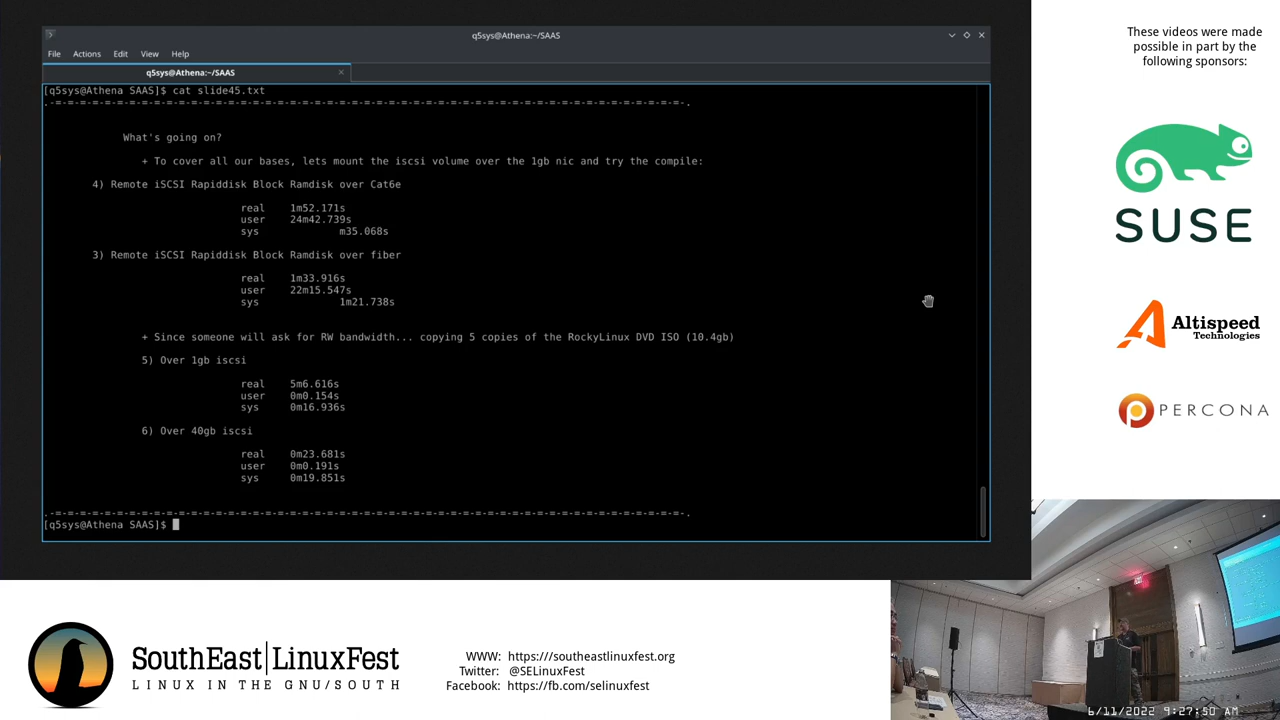 q5sys@Athena:~/SAAS
File Actions Edit View Help
q5sys@Athena:~/SAAS
[q5sys@Athena SAAS]$ cat slide45.txt
.-=-=-=-=-=-=-=-=-=-=-=-=-=-=-=-=-=-=-=-=-=-=-=-=-=-=-=-=-=-=-=-=-=-=-=-=-=-=-=-=-=-=-=-=-=-=-=-=-=-=-=-=-.
What's going on?
+ To cover all our bases, lets mount the iscsi volume over the 1gb nic and try the compile:
4) Remote iSCSI Rapiddisk Block Ramdisk over Cat6e
real 1m52.171s
user 24m42.739s
sys m35.068s
3) Remote iSCSI Rapiddisk Block Ramdisk over fiber
real 1m33.916s
user 22m15.547s
sys 1m21.738s
+ Since someone will ask for RW bandwidth... copying 5 copies of the RockyLinux DVD ISO (10.4gb)
5) Over 1gb iscsi
real 5m6.616s
user 0m0.154s
sys 0m16.936s
6) Over 40gb iscsi
real 0m23.681s
user 0m0.191s
sys 0m19.851s
.-=-=-=-=-=-=-=-=-=-=-=-=-=-=-=-=-=-=-=-=-=-=-=-=-=-=-=-=-=-=-=-=-=-=-=-=-=-=-=-=-=-=-=-=-=-=-=-=-=-=-=-=-.
[q5sys@Athena SAAS]$
These videos were made
possible in part by the
following sponsors:
SUSE
Altispeed
Technologies
PERCONA
SouthEast|LinuxFest
LINUX IN THE GNU/SOUTH
WWW: https:///southeastlinuxfest.org
Twitter: @SELinuxFest
Facebook: https://fb.com/selinuxfest
6/11/2022 9:27:50 AM